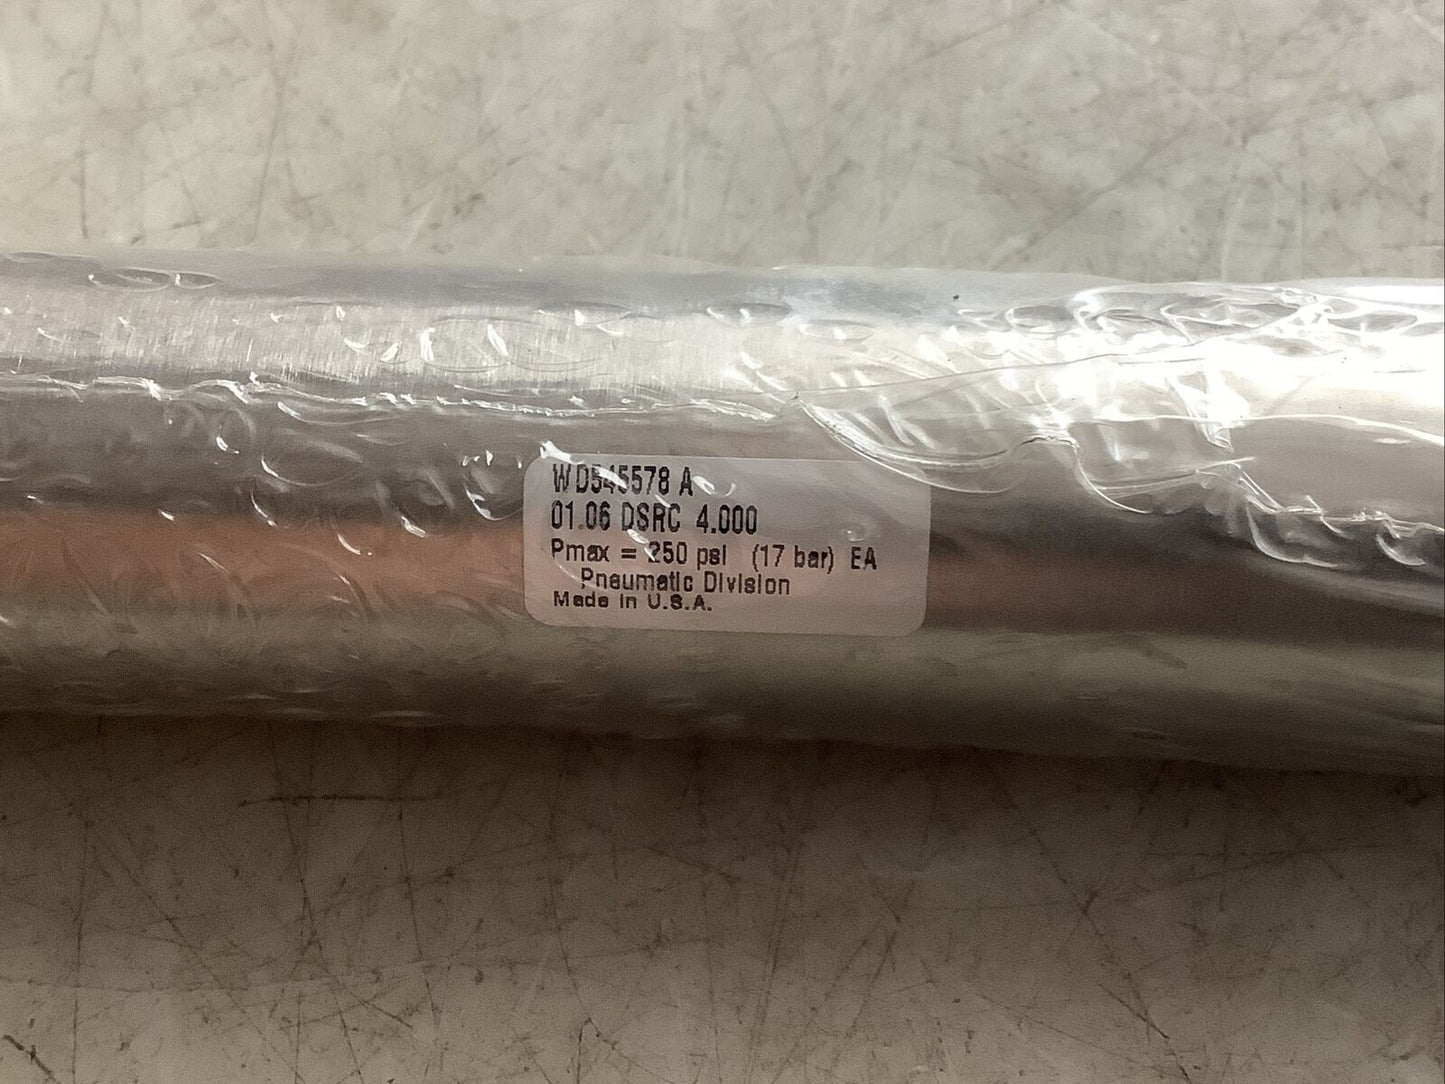 WD545578 A
01.06 DSRC 4.000
Pmax = 250 psi (17 bar) EA
Pneumatic Division
Made in U.S.A.